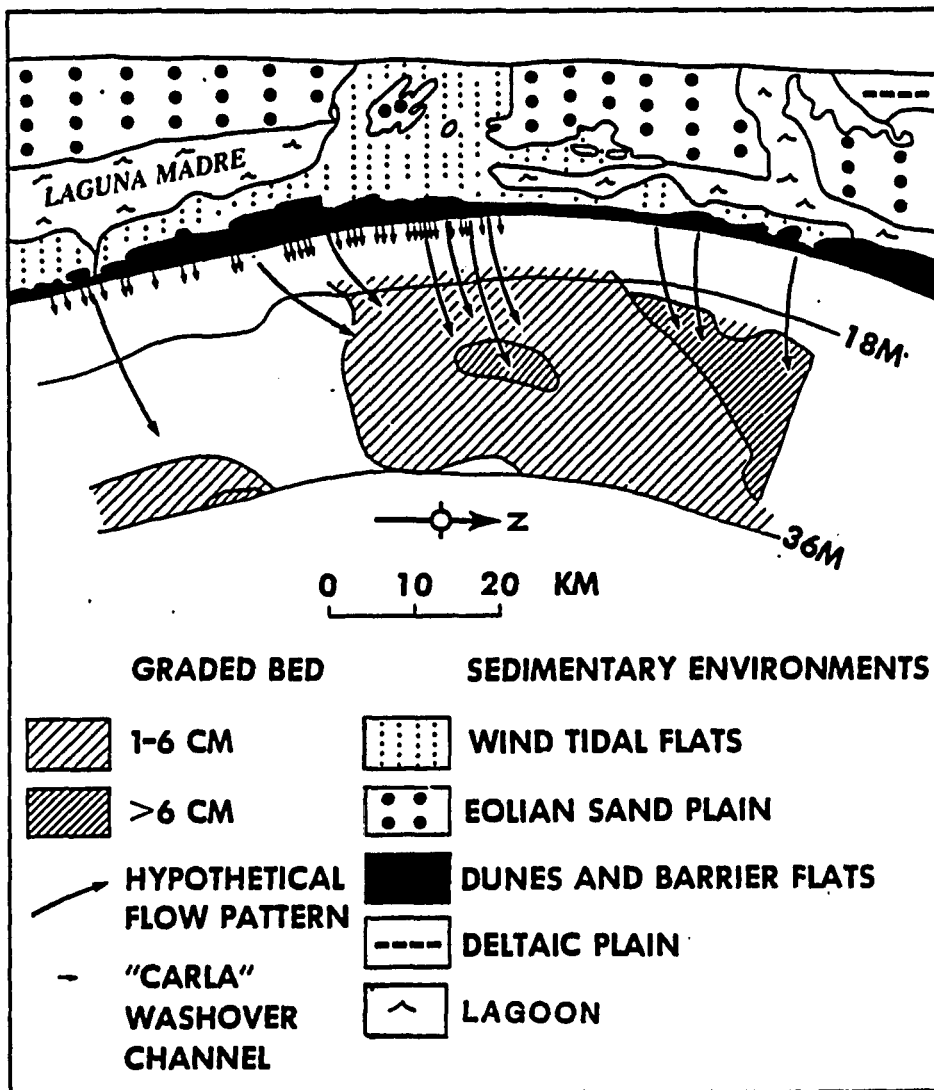 LAGUNA MADRE
18M
36M
N
0 10 20 KM
GRADED BED
1-6 CM
>6 CM
HYPOTHETICAL
FLOW PATTERN
"CARLA"
WASHOVER
CHANNEL
SEDIMENTARY ENVIRONMENTS
WIND TIDAL FLATS
EOLIAN SAND PLAIN
DUNES AND BARRIER FLATS
DELTAIC PLAIN
LAGOON